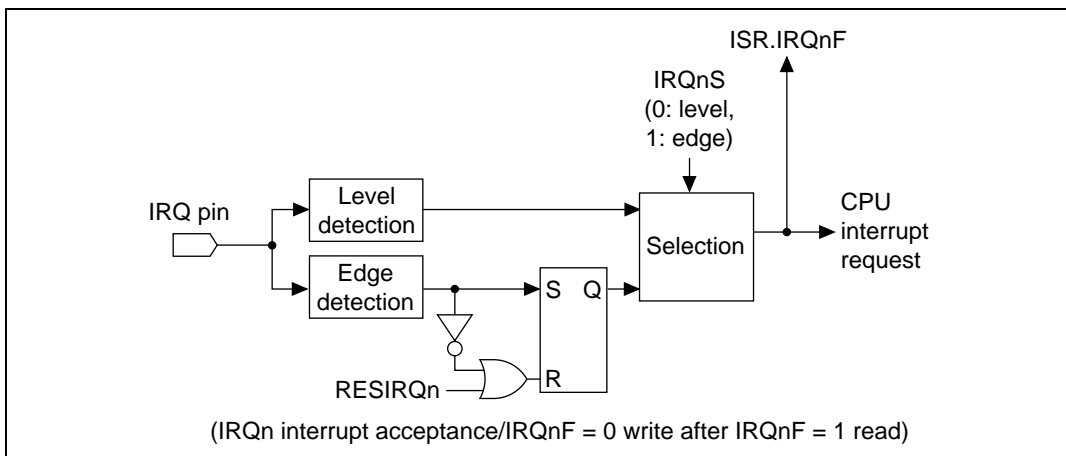 ISR.IRQnF
IRQnS
(0: level,
1: edge)
IRQ pin
Level
detection
Edge
detection
S Q
R
Selection
CPU
interrupt
request
RESIRQn
(IRQn interrupt acceptance/IRQnF = 0 write after IRQnF = 1 read)